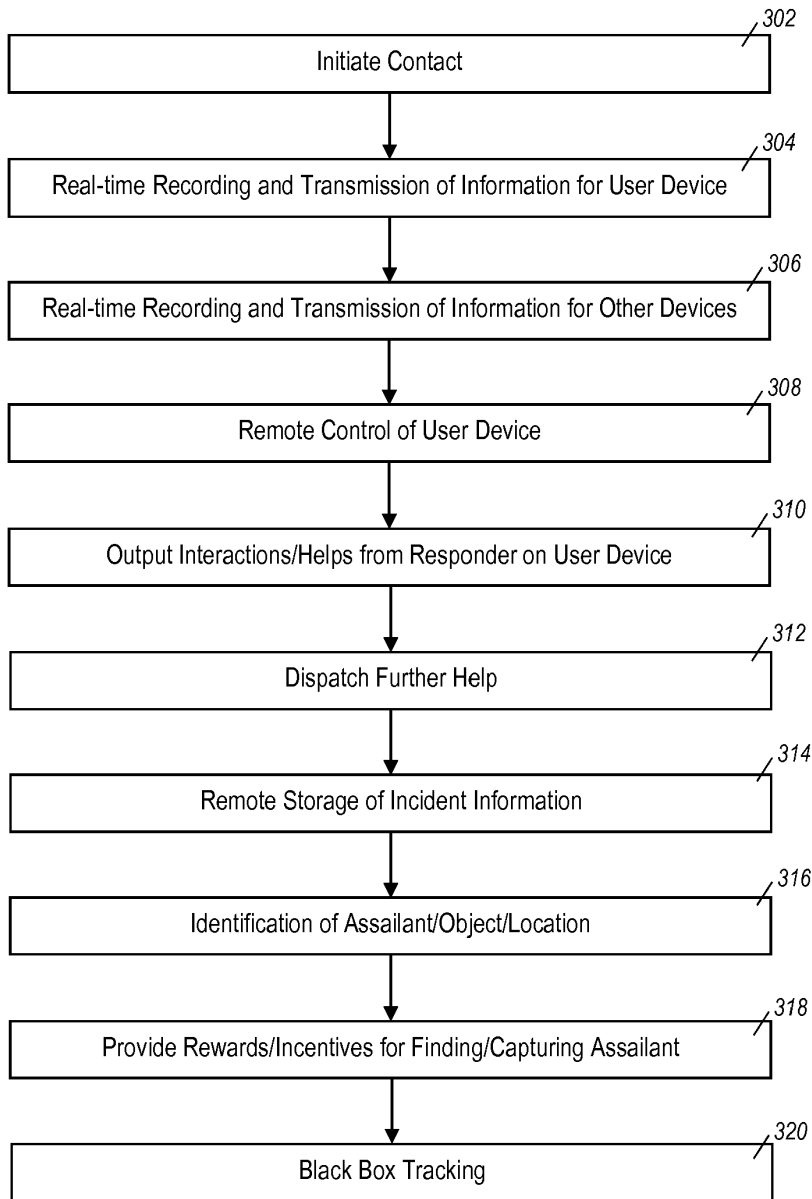 302
Initiate Contact
304
Real-time Recording and Transmission of Information for User Device
306
Real-time Recording and Transmission of Information for Other Devices
308
Remote Control of User Device
310
Output Interactions/Helps from Responder on User Device
312
Dispatch Further Help
314
Remote Storage of Incident Information
316
Identification of Assailant/Object/Location
318
Provide Rewards/Incentives for Finding/Capturing Assailant
320
Black Box Tracking